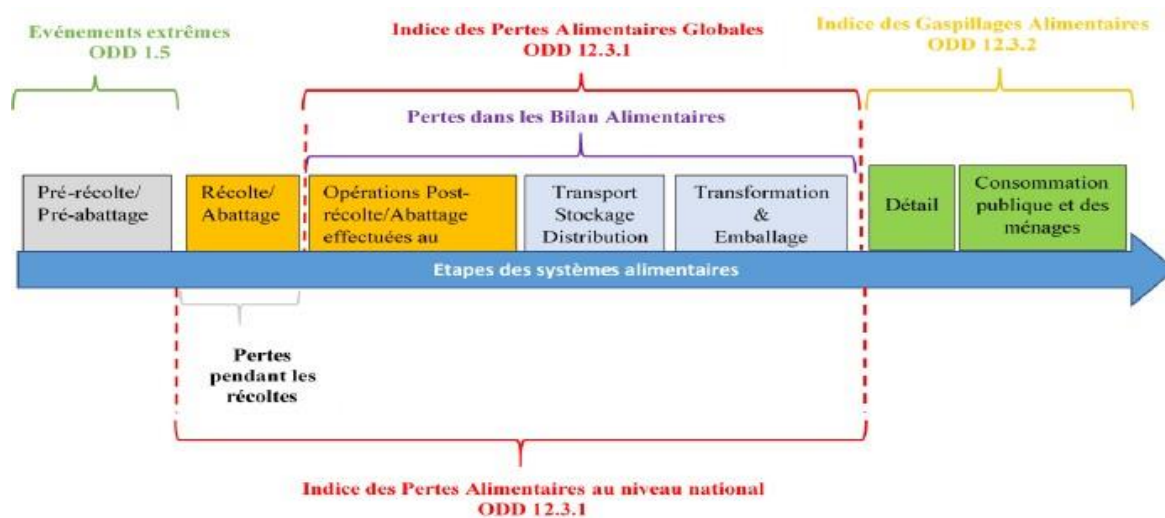 Evénements extrêmes
ODD 1.5
Indice des Pertes Alimentaires Globales
ODD 12.3.1
Indice des Gaspillages Alimentaires
ODD 12.3.2
Pertes dans les Bilan Alimentaires
Pré-récolte/
Pré-abattage
Récolte/
Abattage
Opérations Post-
récolte/Abattage
effectuées au
Transport
Stockage
Distribution
Transformation
&
Emballage
Détail
Consommation
publique et des
ménages
Etapes des systèmes alimentaires
Pertes
pendant les
récoltes
Indice des Pertes Alimentaires au niveau national
ODD 12.3.1